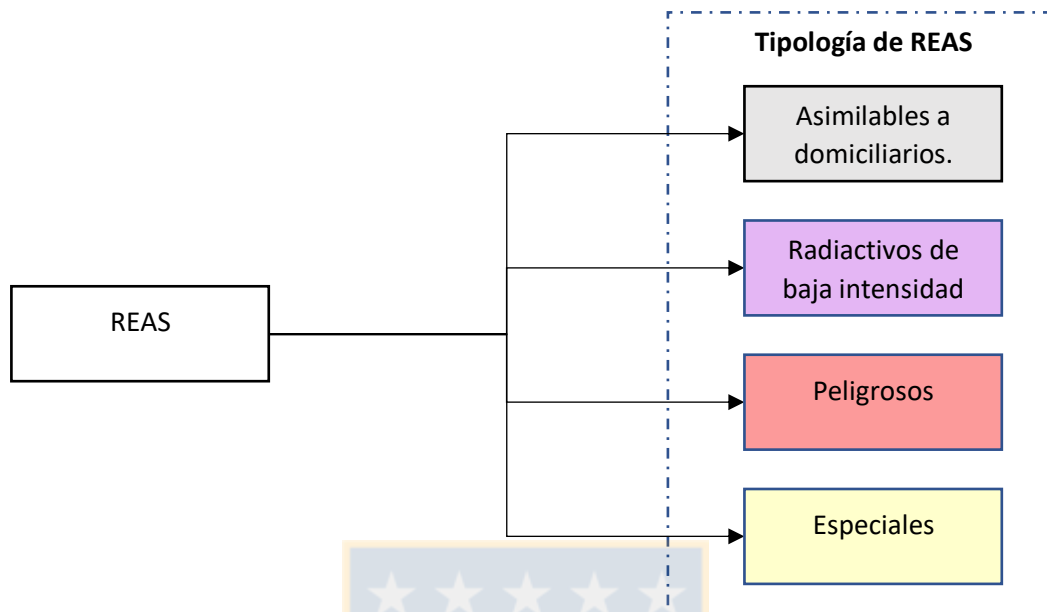 Tipología de REAS
Asimilables a
domiciliarios.
Radiactivos de
baja intensidad
REAS
Peligrosos
Especiales